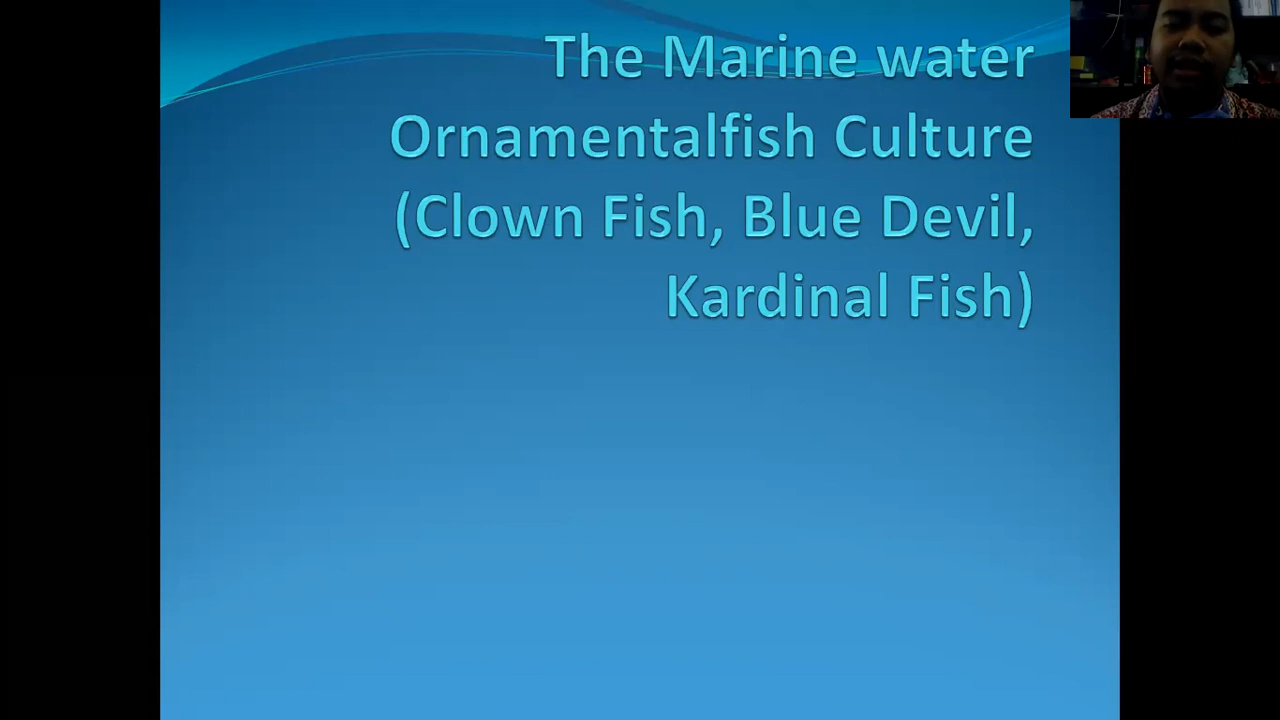 The Marine water
Ornamentalfish Culture
(Clown Fish, Blue Devil,
Kardinal Fish)